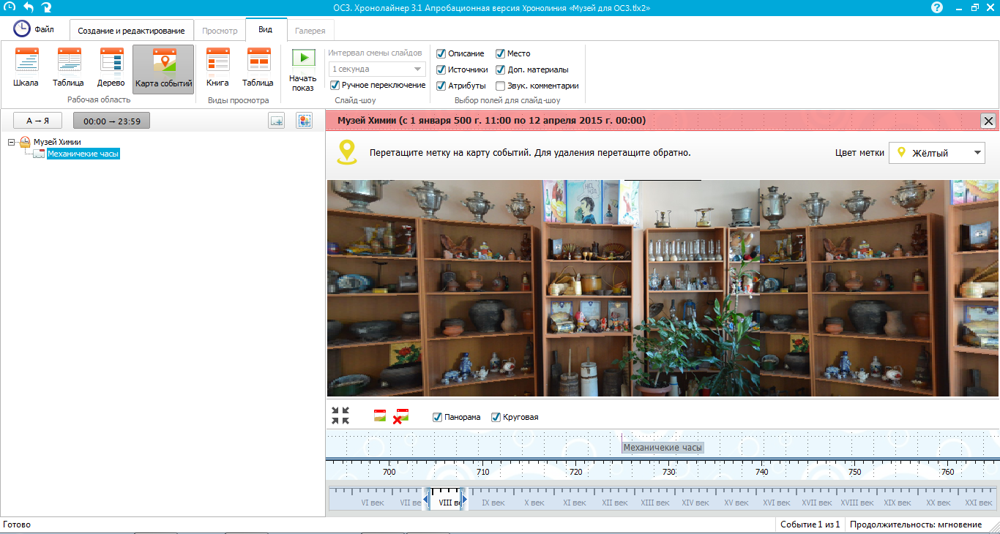 ОС3. Хронолайнер 3.1 Апробационная версия Хронолиния «Музей для ОС3.tlx2»
Файл
Создание и редактирование
Просмотр
Вид
Галерея
Шкала
Таблица
Дерево
Карта событий
Рабочая область
Книга
Таблица
Виды просмотра
Начать
показ
Интервал смены слайдов
1 секунда
Ручное переключение
Слайд-шоу
Описание
Место
Источники
Доп. материалы
Атрибуты
Звук. комментарии
Выбор полей для слайд-шоу
А → Я
00:00 → 23:59
Музей Химии
Механичекие часы
Музей Химии (с 1 января 500 г. 11:00 по 12 апреля 2015 г. 00:00)
Перетащите метку на карту событий. Для удаления перетащите обратно.
Цвет метки
Жёлтый
Панорама
Круговая
Механичекие часы
700 710 720 730 740 750 760
VI век VII ве VIII ве IX век X век XI век XII век XIII век XIV век XV век XVI век XVII век XVIII век XIX век XX век XXI век
Готово
Событие 1 из 1
Продолжительность: мгновение